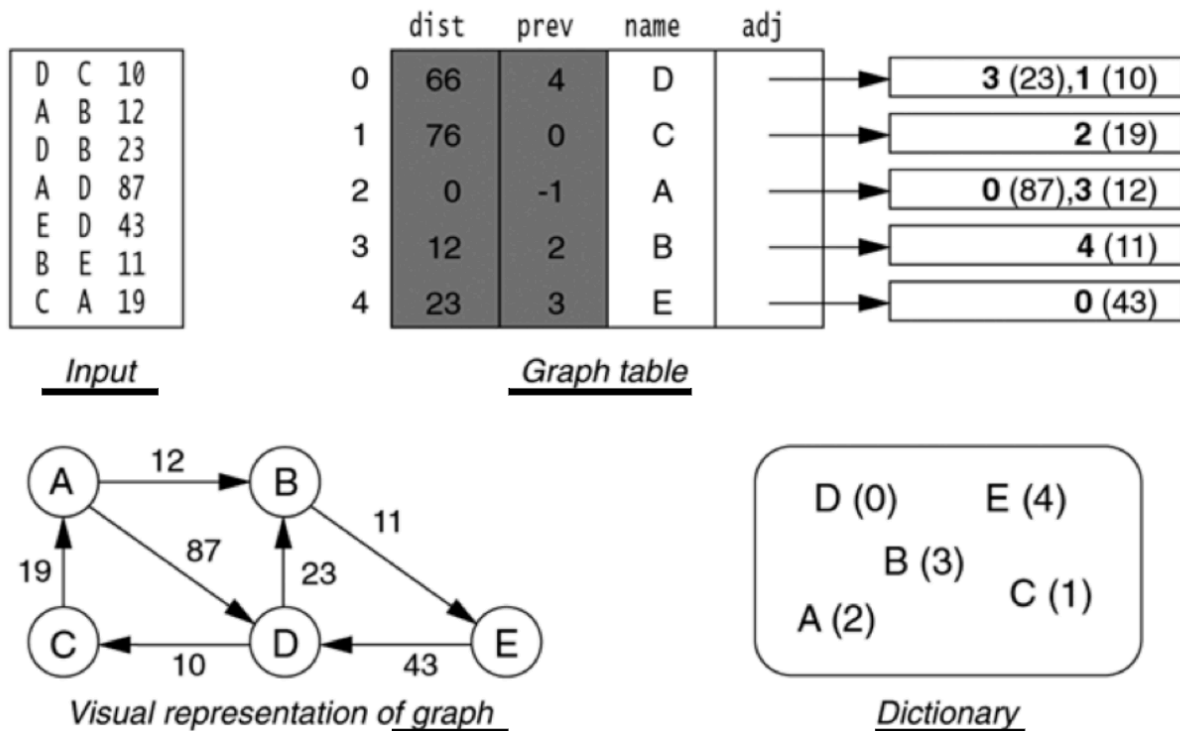 dist prev name adj
D C 10
A B 12
D B 23
A D 87
E D 43
B E 11
C A 19
Input
0 66 4 D 3 (23),1 (10)
1 76 0 C 2 (19)
2 0 -1 A 0 (87),3 (12)
3 12 2 B 4 (11)
4 23 3 E 0 (43)
Graph table
A 12 B
87 11
19 23
C 10 D 43 E
Visual representation of graph
D (0) E (4)
B (3)
C (1)
A (2)
Dictionary